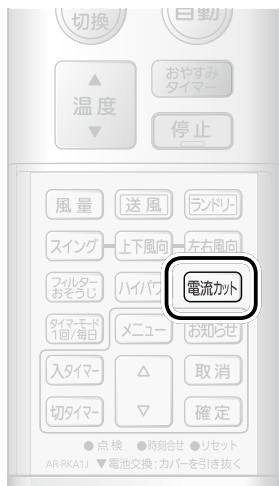 切換
自動
温度
おやすみ
タイマー
停止
風量
送風
ランドリー
スイング
上下風向
左右風向
フィルター
おそうじ
ハイパワ
電流カット
タイマーモード
1回/毎日
メニュー
お知らせ
入タイマー
取消
切タイマー
確定
●点検 ●時刻合せ ●リセット
AR-RKA1J ▼電池交換:カバーを引き抜く